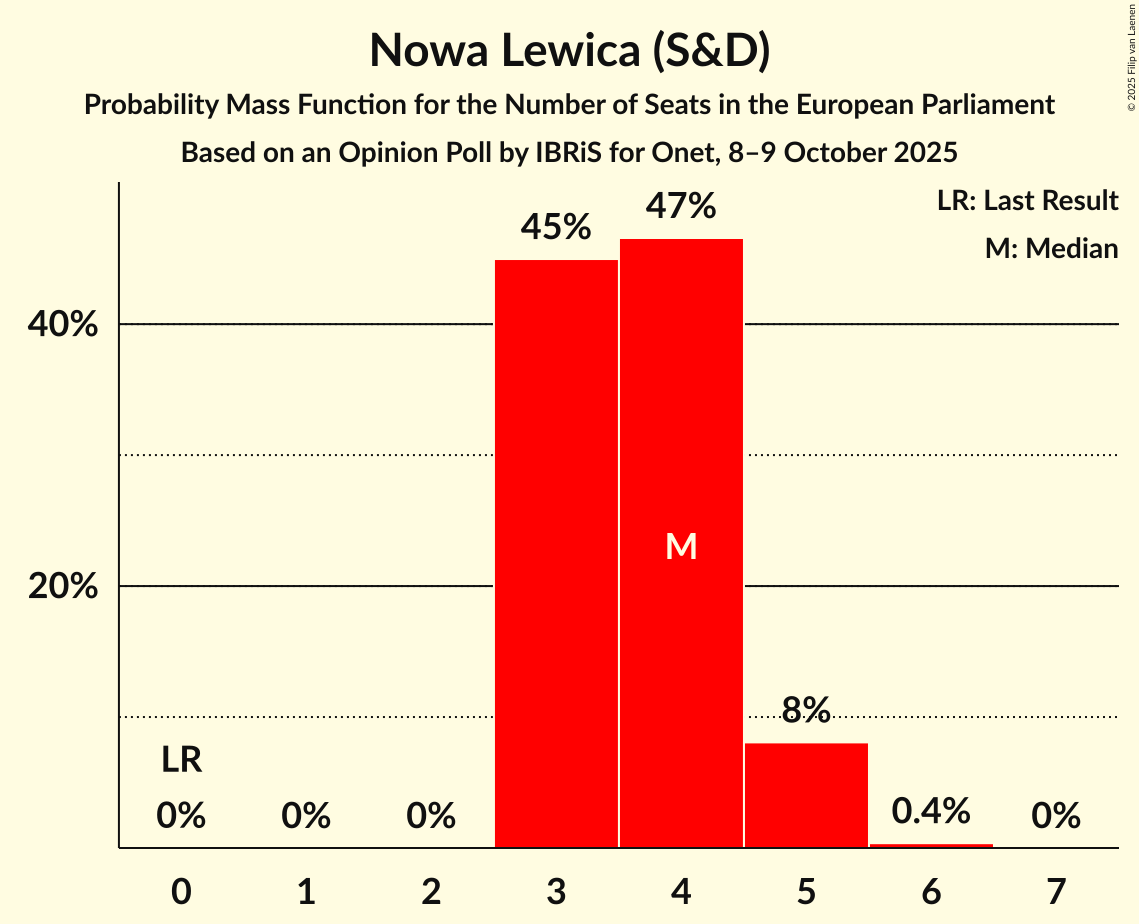 Nowa Lewica (S&D)
Probability Mass Function for the Number of Seats in the European Parliament
Based on an Opinion Poll by IBRiS for Onet, 8–9 October 2025
© 2025 Filip van Laenen
LR: Last Result
M: Median
45%
47%
40%
M
20%
8%
LR
0%
0%
0%
0.4%
0%
0
1
2
3
4
5
6
7